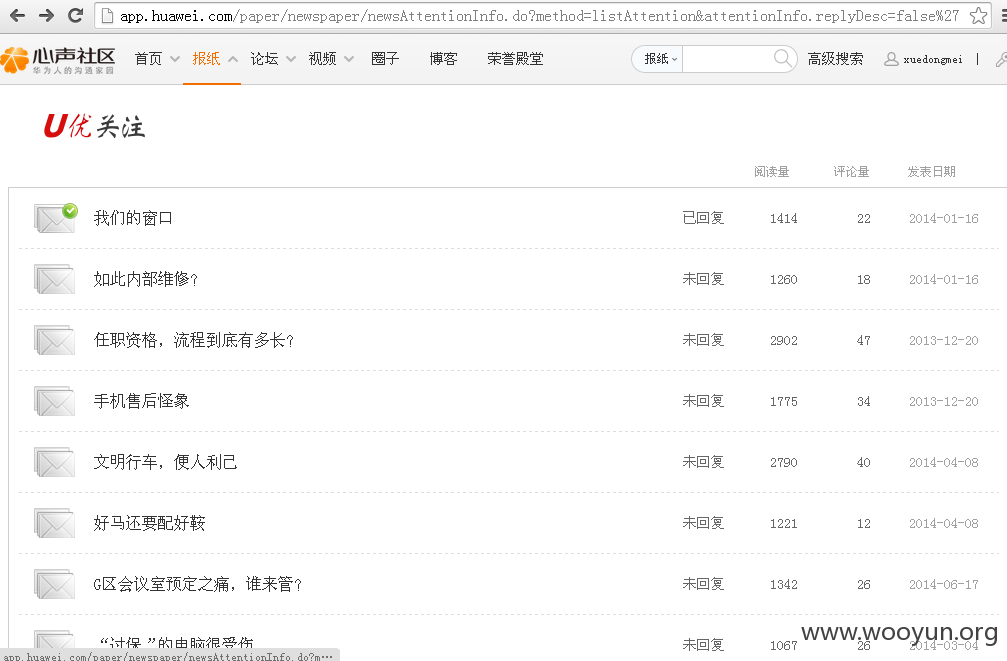 app.huawei.com/paper/newspaper/newsAttentionInfo.do?method=listAttention&attentionInfo.replyDesc=false%27
心声社区 首页 报纸 论坛 视频 圈子 博客 荣誉殿堂 报纸 高级搜索 xuedongmei |
华为人的沟通家园
U优关注
阅读量 评论量 发表日期
我们的窗口 已回复 1414 22 2014-01-16
如此内部维修? 未回复 1260 18 2014-01-16
任职资格，流程到底有多长? 未回复 2902 47 2013-12-20
手机售后怪象 未回复 1775 34 2013-12-20
文明行车，便人利己 未回复 2790 40 2014-04-08
好马还要配好鞍 未回复 1221 12 2014-04-08
G区会议室预定之痛，谁来管? 未回复 1342 26 2014-06-17
“过保”的电脑很受伤 未回复 1067 26 2014-03-04
www.wooyun.org
app.huawei.com/paper/newspaper/newsAttentionInfo.do?m...